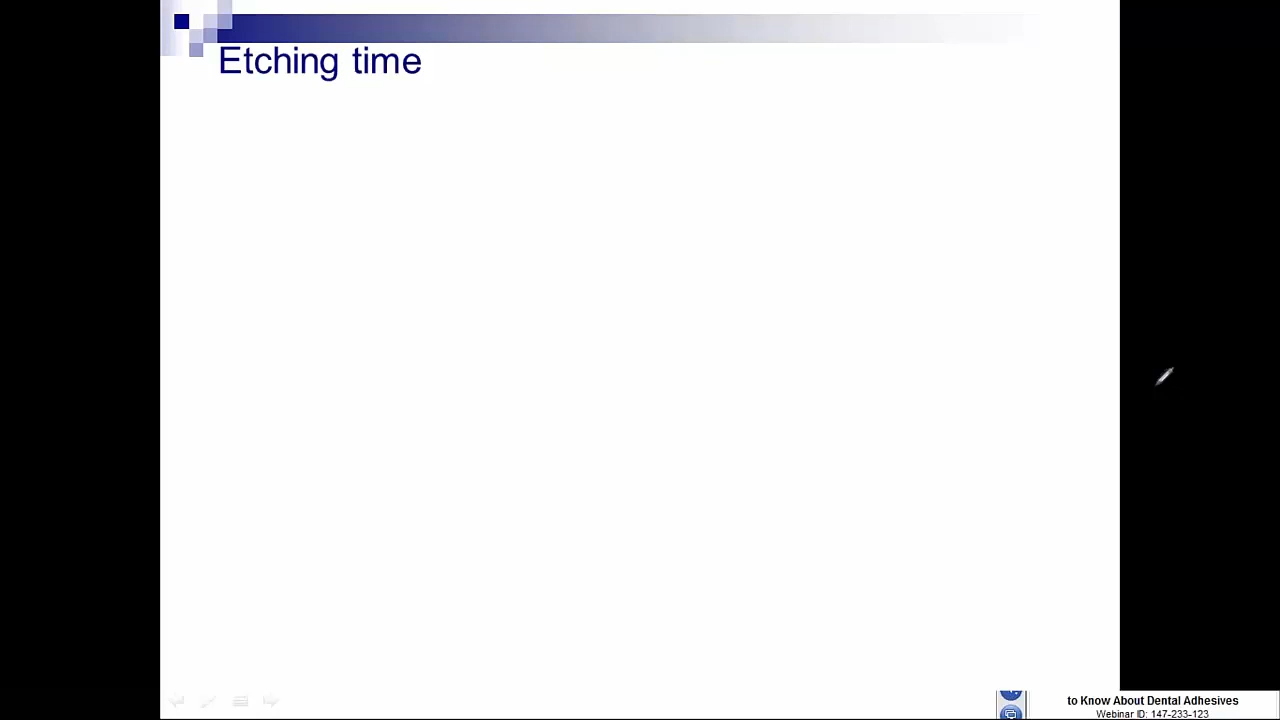 Etching time
to Know About Dental Adhesives
Webinar ID: 147-233-123